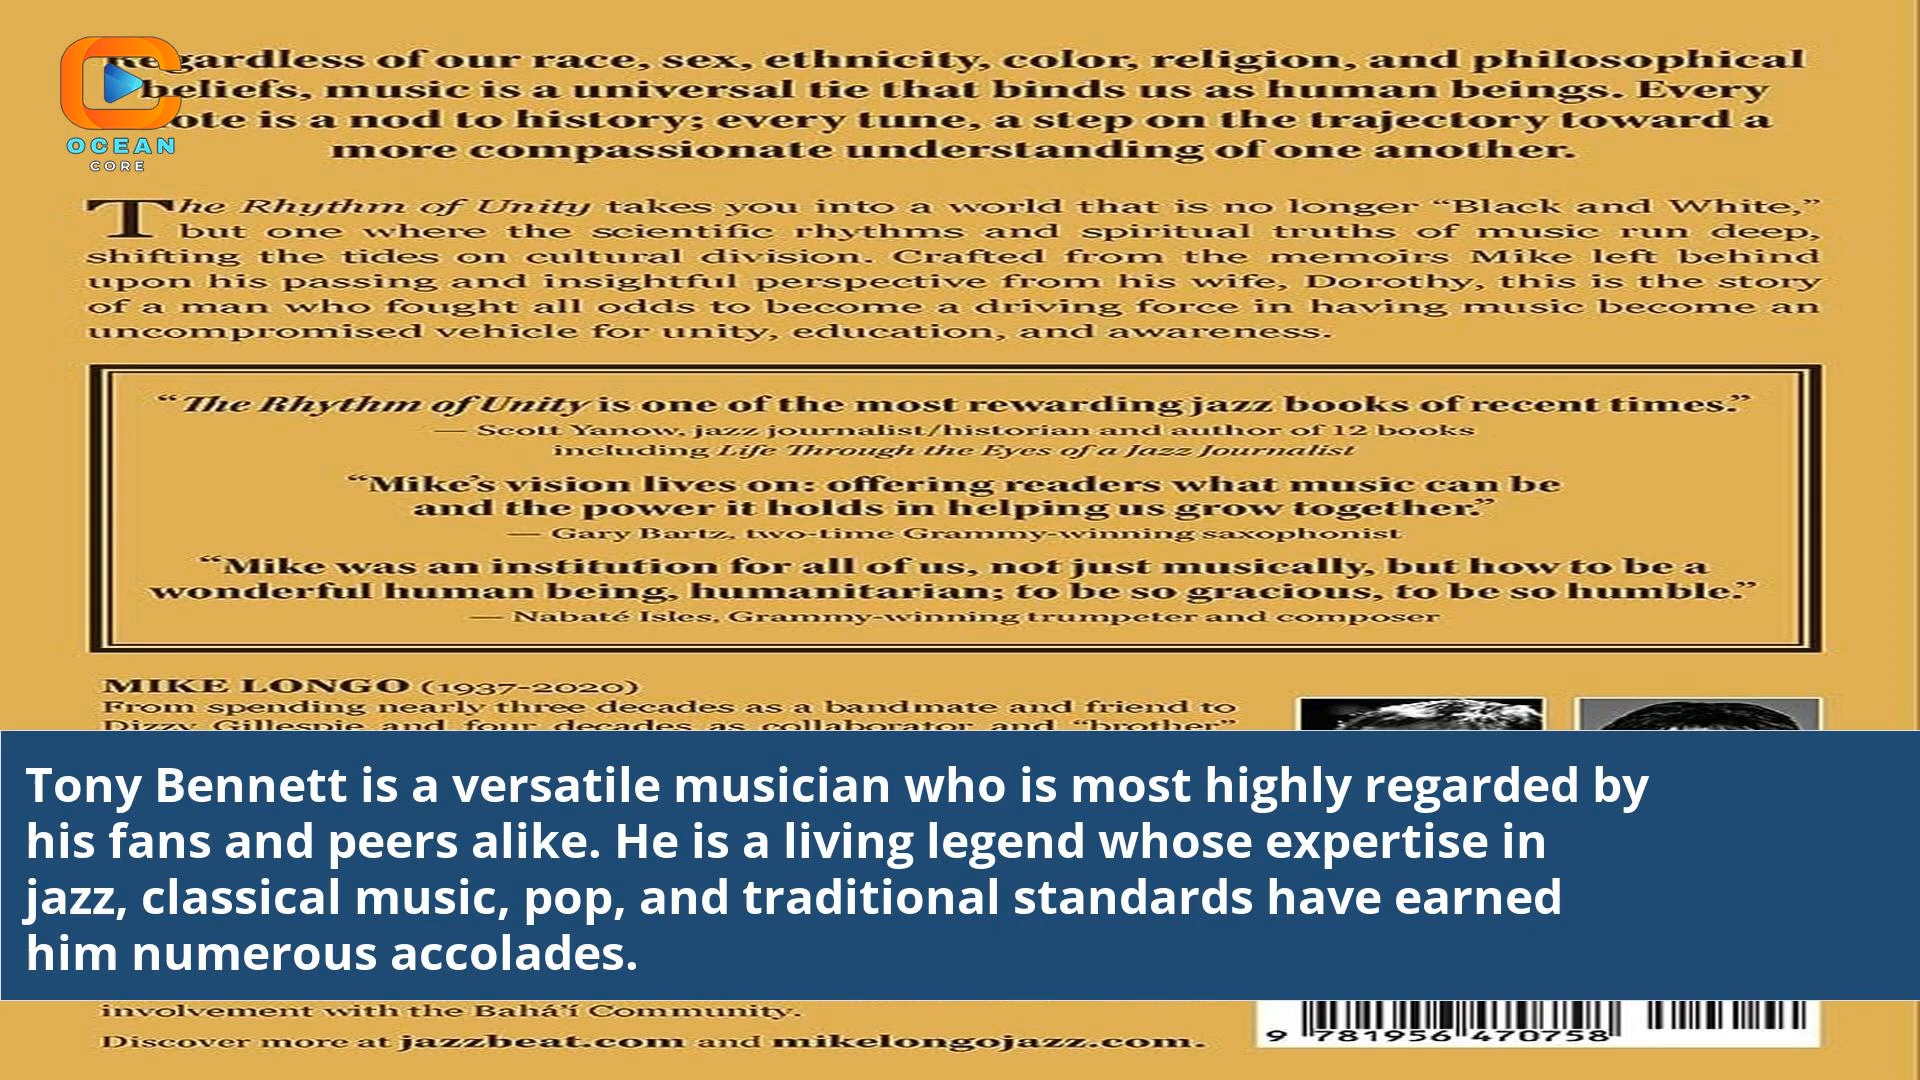 Regardless of our race, sex, ethnicity, color, religion, and philosophical
beliefs, music is a universal tie that binds us as human beings. Every
note is a nod to history; every tune, a step on the trajectory toward a
more compassionate understanding of one another.
OCEAN
CORE
The Rhythm of Unity takes you into a world that is no longer “Black and White,”
but one where the scientific rhythms and spiritual truths of music run deep,
shifting the tides on cultural division. Crafted from the memoirs Mike left behind
upon his passing and insightful perspective from his wife, Dorothy, this is the story
of a man who fought all odds to become a driving force in having music become an
uncompromised vehicle for unity, education, and awareness.
“The Rhythm of Unity is one of the most rewarding jazz books of recent times.”
— Scott Yanow, jazz journalist/historian and author of 12 books
including Life Through the Eyes of a Jazz Journalist
“Mike’s vision lives on: offering readers what music can be
and the power it holds in helping us grow together.”
— Gary Bartz, two-time Grammy-winning saxophonist
“Mike was an institution for all of us, not just musically, but how to be a
wonderful human being, humanitarian; to be so gracious, to be so humble.”
— Nabaté Isles, Grammy-winning trumpeter and composer
MIKE LONGO (1937-2020)
From spending nearly three decades as a bandmate and friend to
Dizzy Gillespie and four decades as collaborator and “brother”
Tony Bennett is a versatile musician who is most highly regarded by
his fans and peers alike. He is a living legend whose expertise in
jazz, classical music, pop, and traditional standards have earned
him numerous accolades.
involvement with the Bahá’í Community.
Discover more at jazzbeat.com and mikelongojazz.com.
9 781956 470758